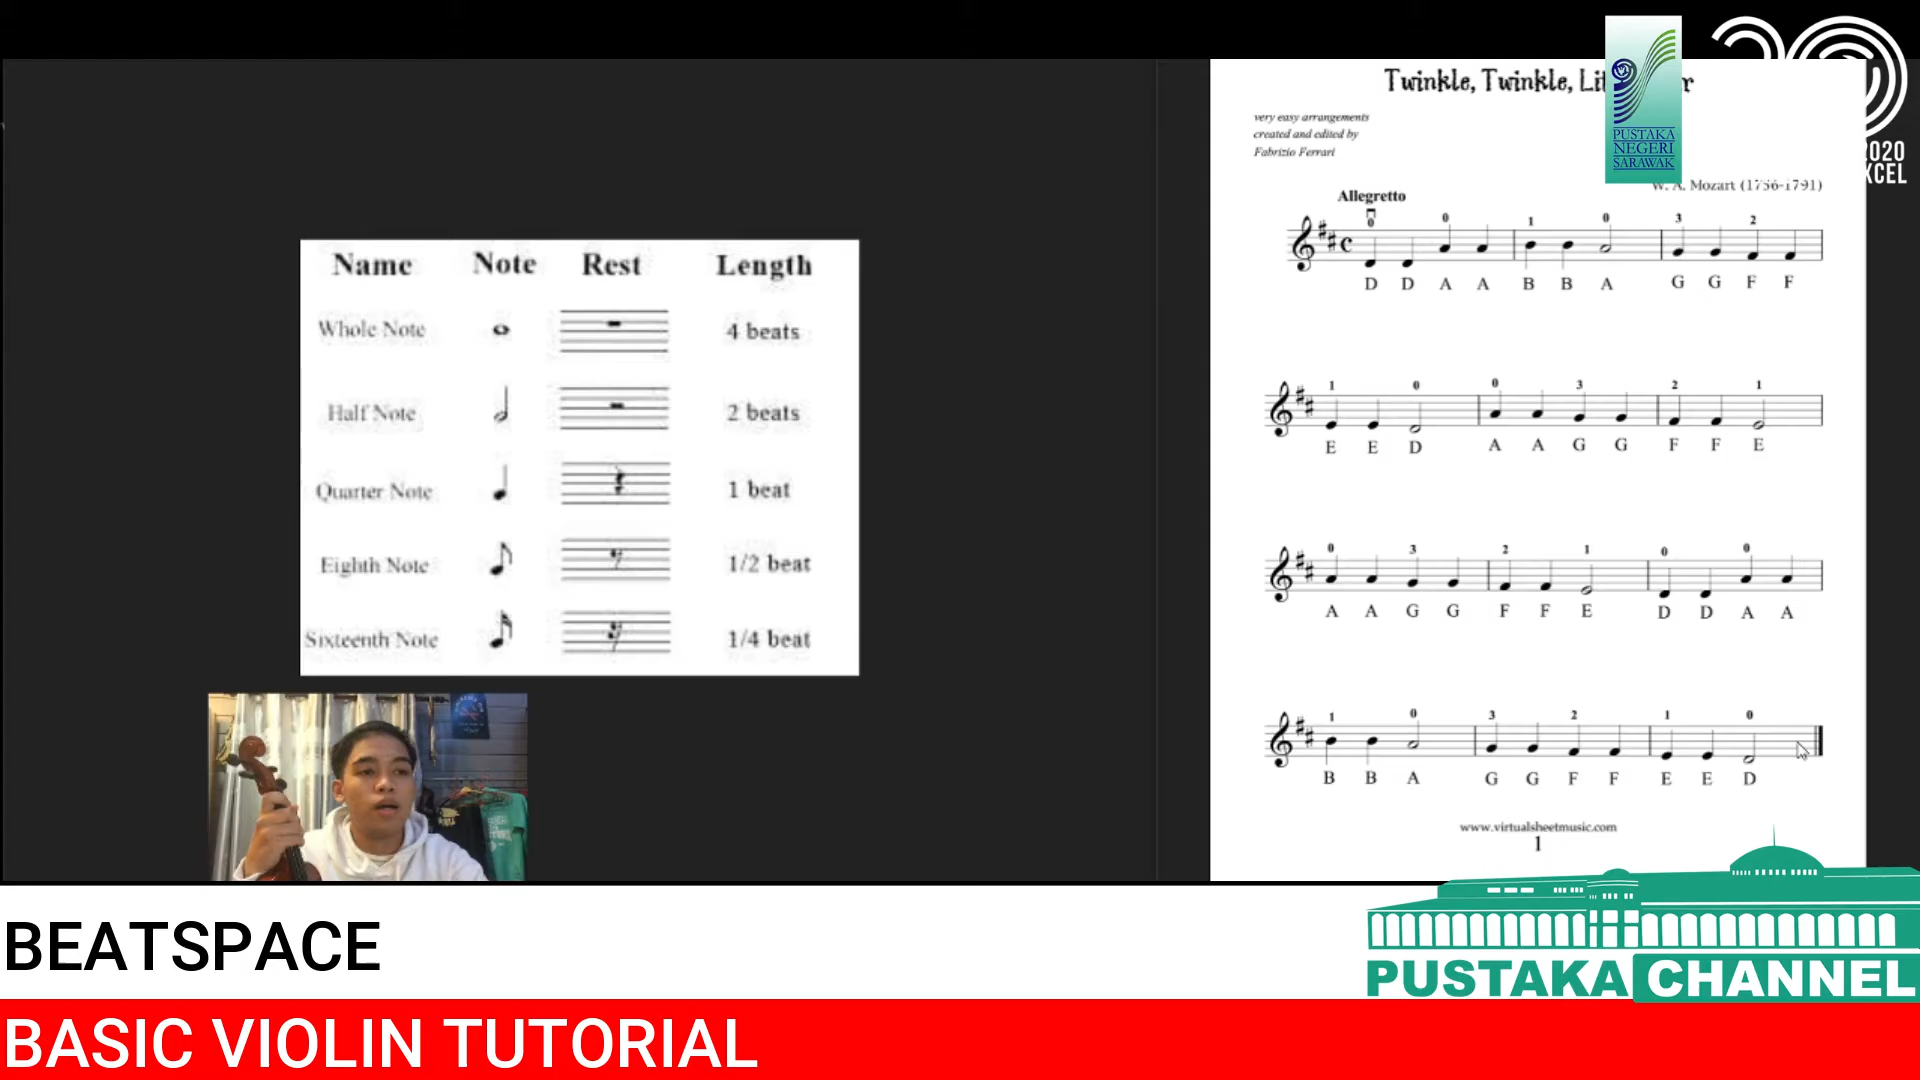 Twinkle, Twinkle, Lit r
very easy arrangements
created and edited by
Fabrizio Ferrari
W. A. Mozart (1756-1791)
PUSTAKA
NEGERI
SARAWAK
2020
XCEL
Allegretto
0 0 1 0 3 2
D D A A B B A G G F F
1 0 0 3 2 1
E E D A A G G F F E
0 3 2 1 0 0
A A G G F F E D D A A
1 0 3 2 1 0
B B A G G F F E E D
www.virtualsheetmusic.com
1
Name Note Rest Length
Whole Note 4 beats
Half Note 2 beats
Quarter Note 1 beat
Eighth Note 1/2 beat
Sixteenth Note 1/4 beat
BEATSPACE
PUSTAKA CHANNEL
BASIC VIOLIN TUTORIAL